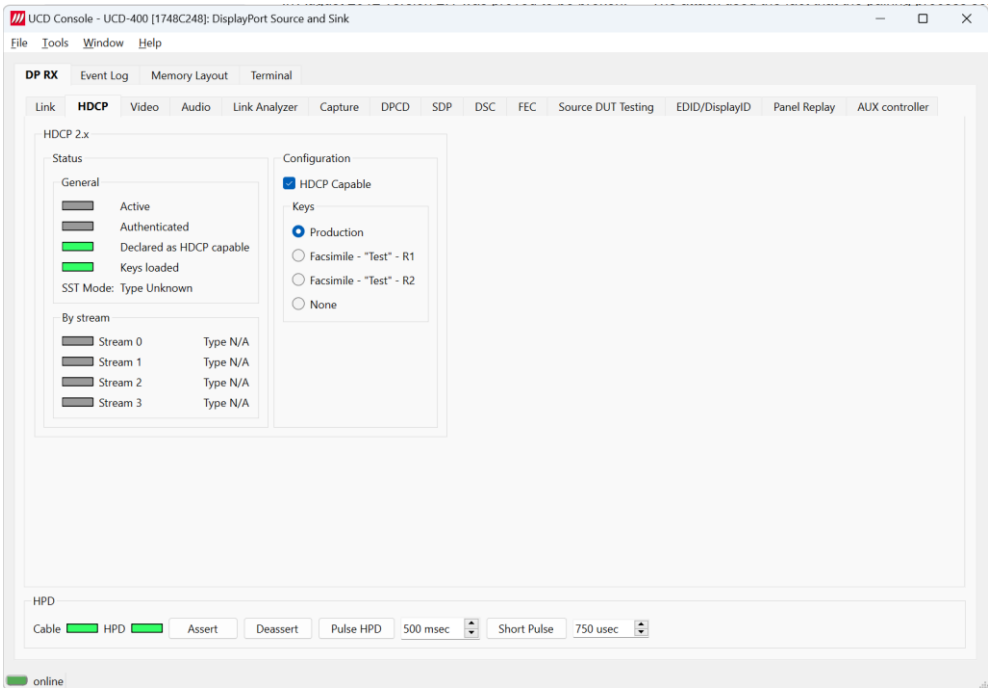 UCD Console - UCD-400 [1748C248]: DisplayPort Source and Sink
File Tools Window Help
DP RX Event Log Memory Layout Terminal
Link HDCP Video Audio Link Analyzer Capture DPCD SDP DSC FEC Source DUT Testing EDID/DisplayID Panel Replay AUX controller
HDCP 2.x
Status
General
Active
Authenticated
Declared as HDCP capable
Keys loaded
SST Mode: Type Unknown
By stream
Stream 0 Type N/A
Stream 1 Type N/A
Stream 2 Type N/A
Stream 3 Type N/A
Configuration
HDCP Capable
Keys
Production
Facsimile - "Test" - R1
Facsimile - "Test" - R2
None
HPD
Cable HPD Assert Deassert Pulse HPD 500 msec Short Pulse 750 usec
online